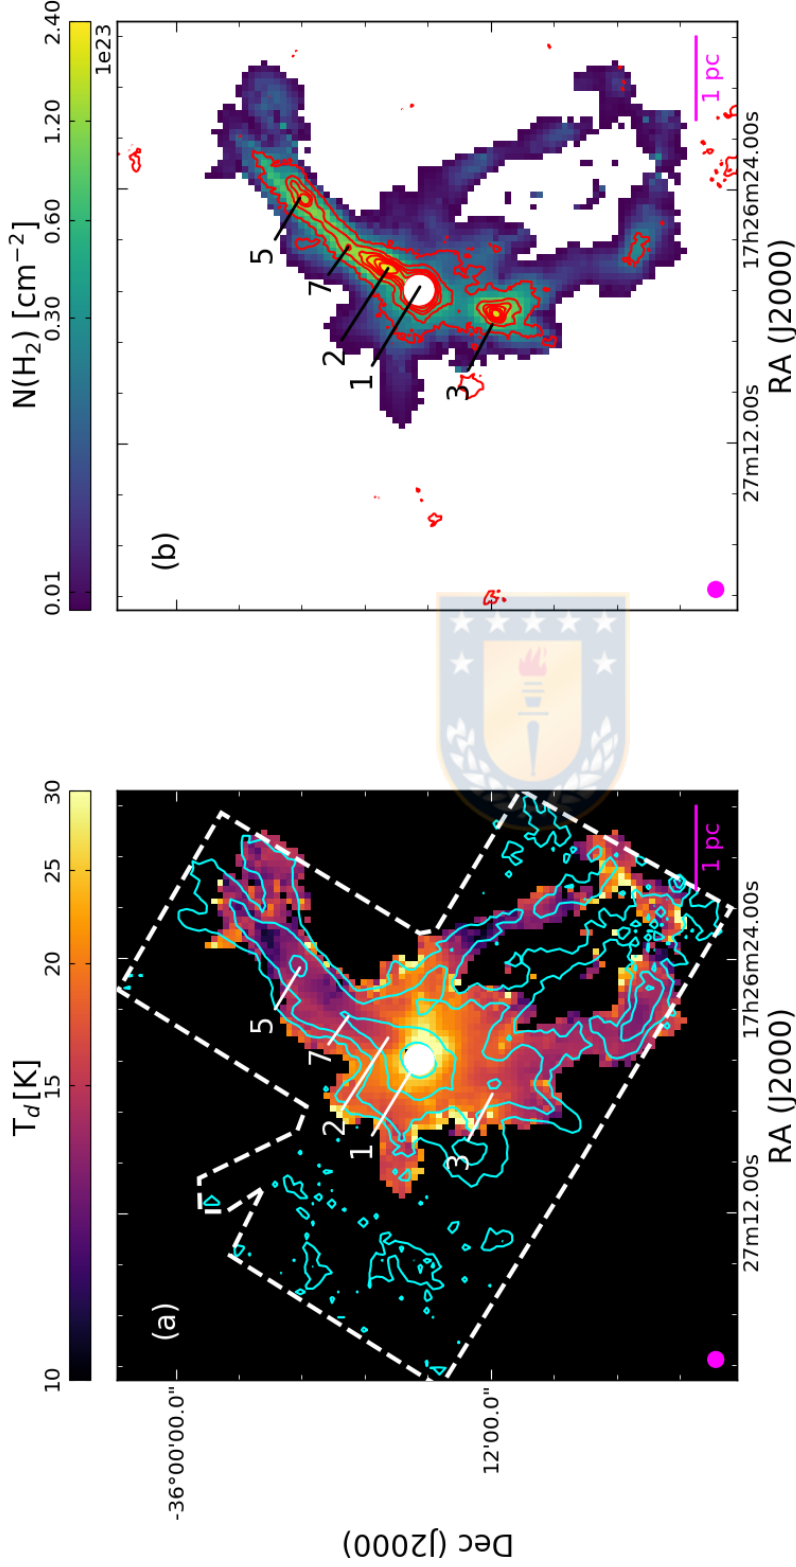 T_d[K]
10 15 20 25 30
(a)
5
7
2
1
3
-36°00'00.0"
12'00.0"
Dec (J2000)
1 pc
27m12.00s 17h26m24.00s
RA (J2000)
N(H₂) [cm⁻²]
0.01 0.30 0.60 1.20 2.40
1e23
(b)
5
7
2
1
3
1 pc
27m12.00s 17h26m24.00s
RA (J2000)